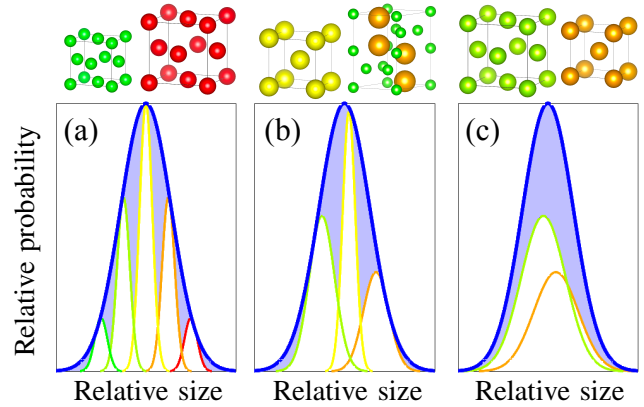 (a)
(b)
(c)
Relative probability
Relative size
Relative size
Relative size